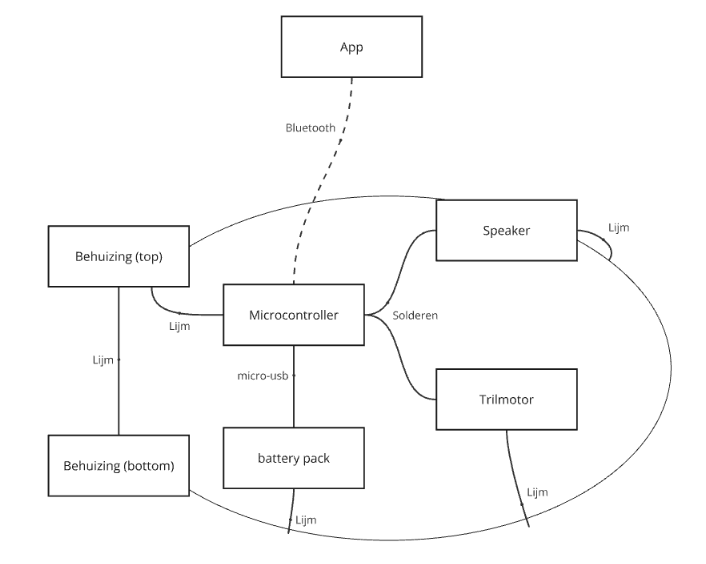 App
Bluetooth
Speaker
Lijm
Behuizing (top)
Microcontroller
Solderen
Lijm
Lijm
micro-usb
Trilmotor
battery pack
Behuizing (bottom)
Lijm
Lijm